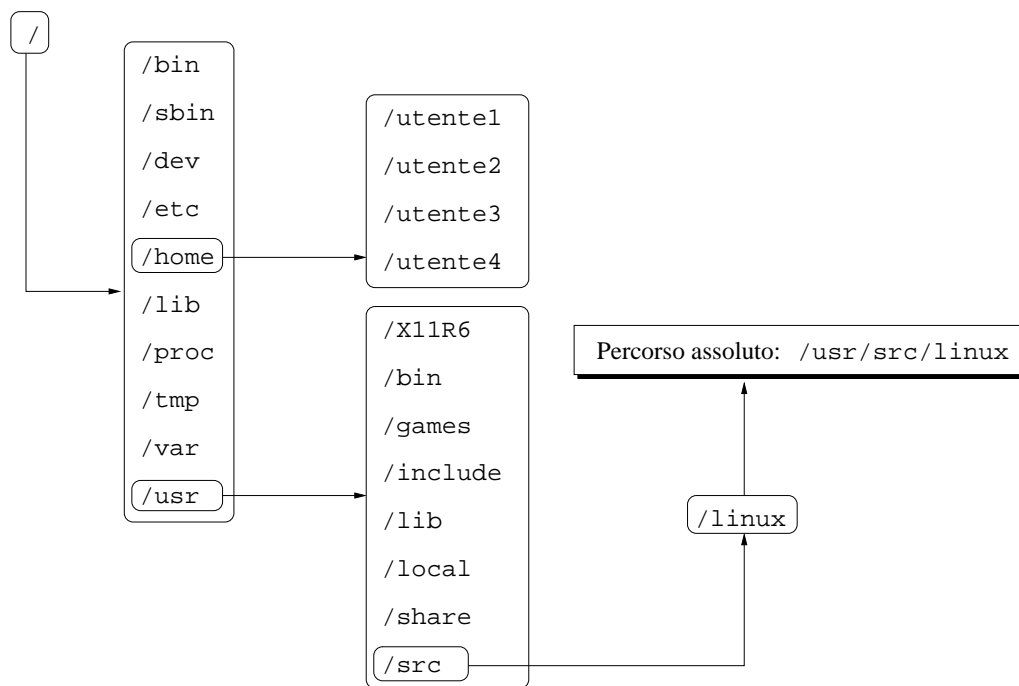 /
/bin
/sbin
/dev
/etc
/home
/lib
/proc
/tmp
/var
/usr
/utente1
/utente2
/utente3
/utente4
/X11R6
/bin
/games
/include
/lib
/local
/share
/src
/linux
Percorso assoluto: /usr/src/linux